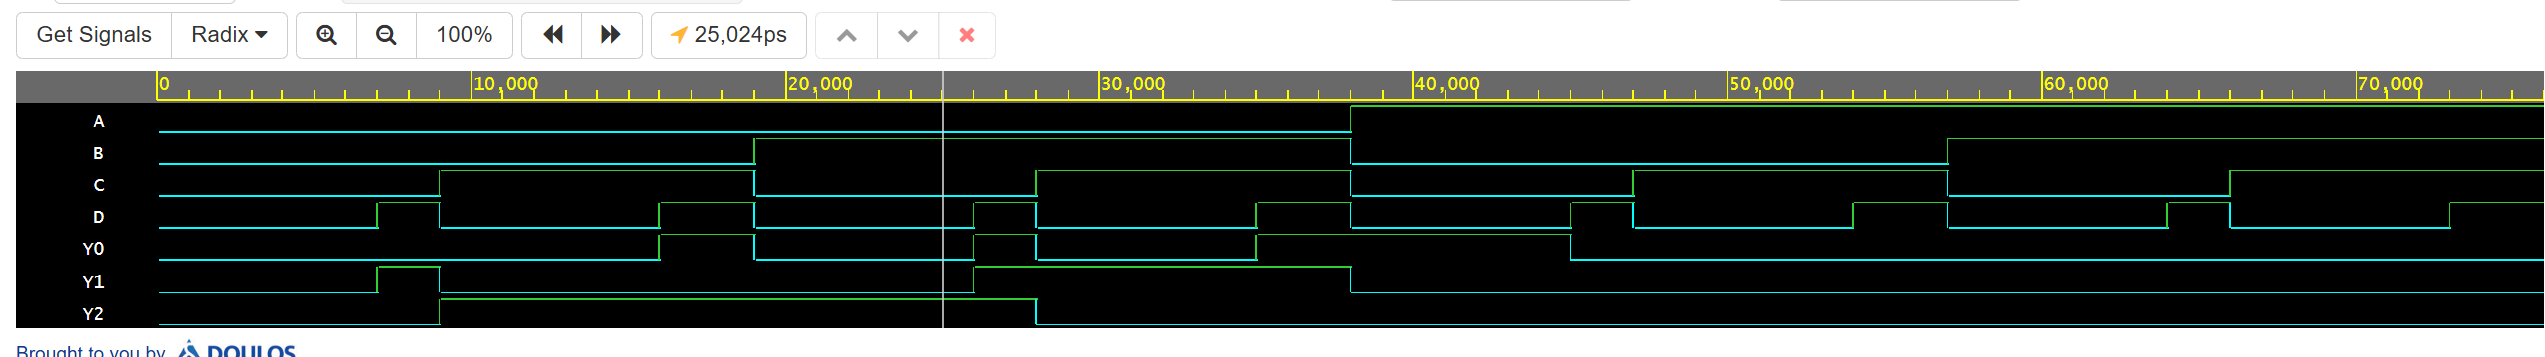 Get Signals Radix 100% 25,024ps
0 10,000 20,000 30,000 40,000 50,000 60,000 70,000
A
B
C
D
Y0
Y1
Y2
Brought to you by DOULOS